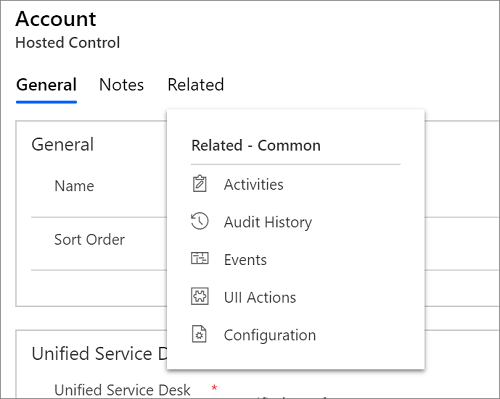 Account
Hosted Control
General Notes Related
General
Name
Sort Order
Related - Common
Activities
Audit History
Events
UII Actions
Configuration
Unified Service D
Unified Service Desk *